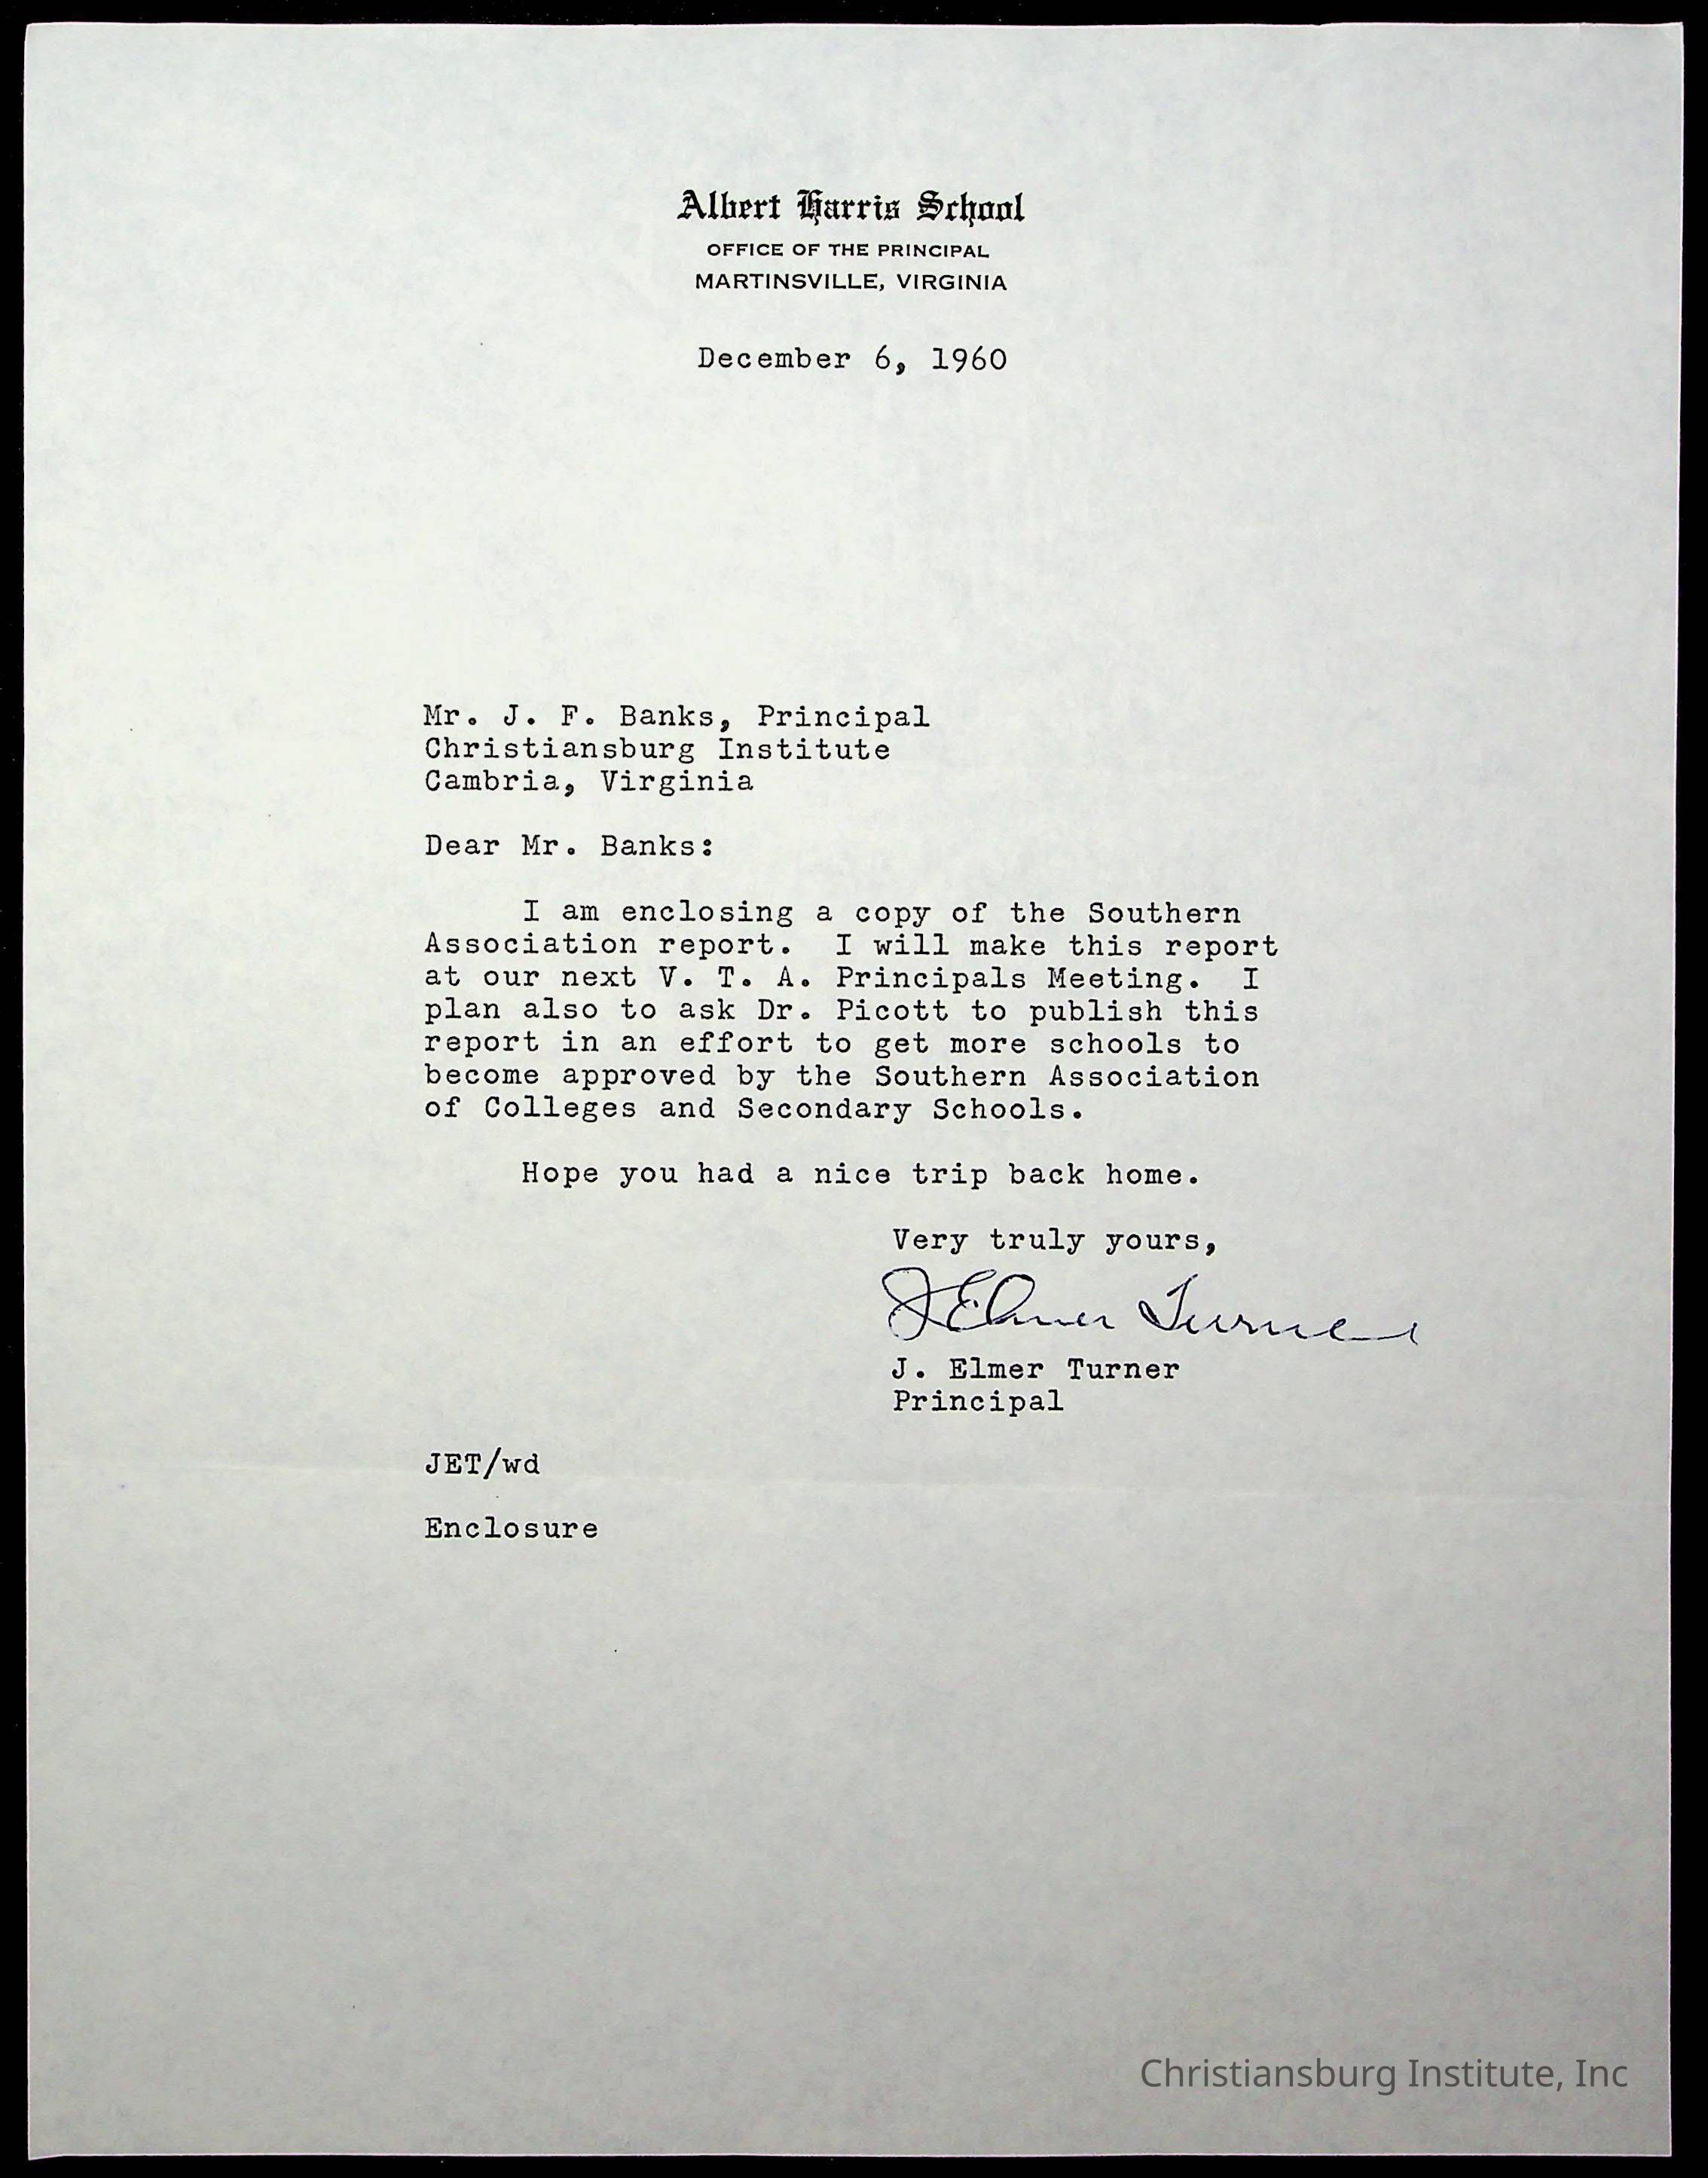 Albert Harris School
OFFICE OF THE PRINCIPAL
MARTINSVILLE, VIRGINIA
December 6, 1960
Mr. J. F. Banks, Principal
Christiansburg Institute
Cambria, Virginia
Dear Mr. Banks:
I am enclosing a copy of the Southern
Association report. I will make this report
at our next V. T. A. Principals Meeting. I
plan also to ask Dr. Picott to publish this
report in an effort to get more schools to
become approved by the Southern Association
of Colleges and Secondary Schools.
Hope you had a nice trip back home.
Very truly yours,
J Elmer Turner
J. Elmer Turner
Principal
JET/wd
Enclosure
Christiansburg Institute, Inc